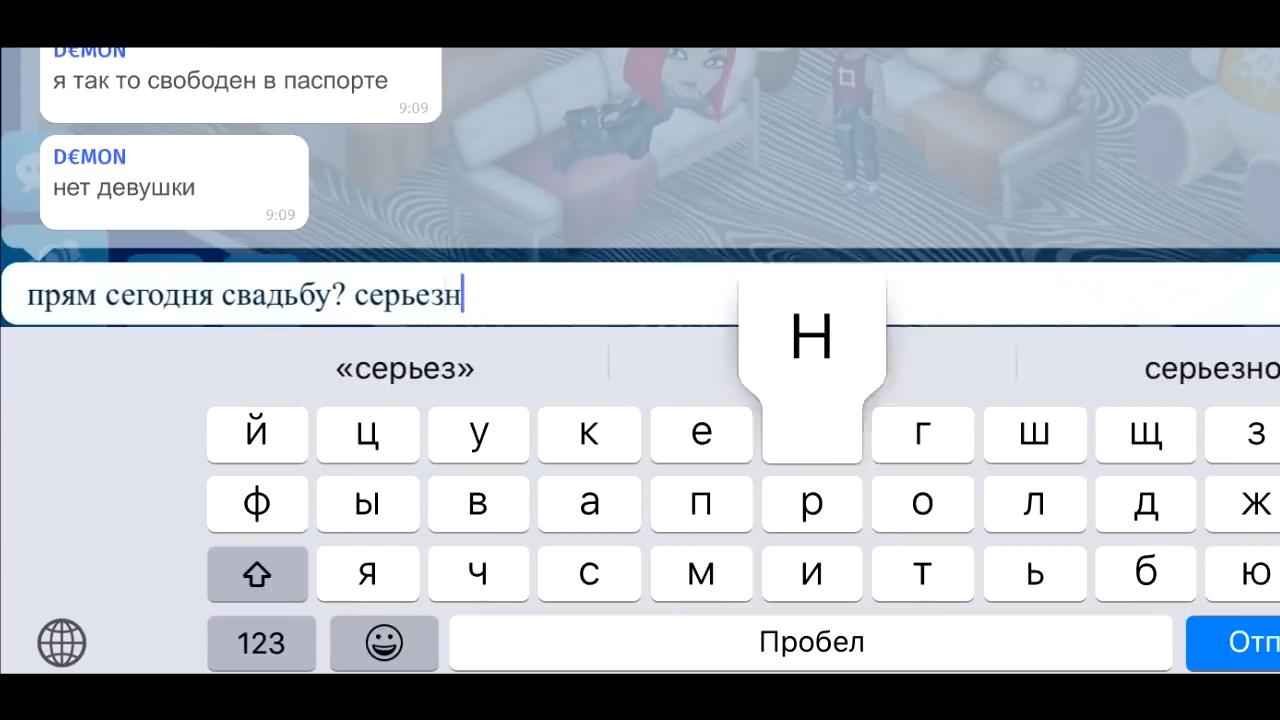 D€MON
я так то свободен в паспорте
9:09
D€MON
нет девушки
9:09
прям сегодня свадьбу? серьезн
«серьез»
серьезно
Н
й ц у к е г ш щ з
ф ы в а п р о л д ж
я ч с м и т ь б ю
123 Пробел Отп